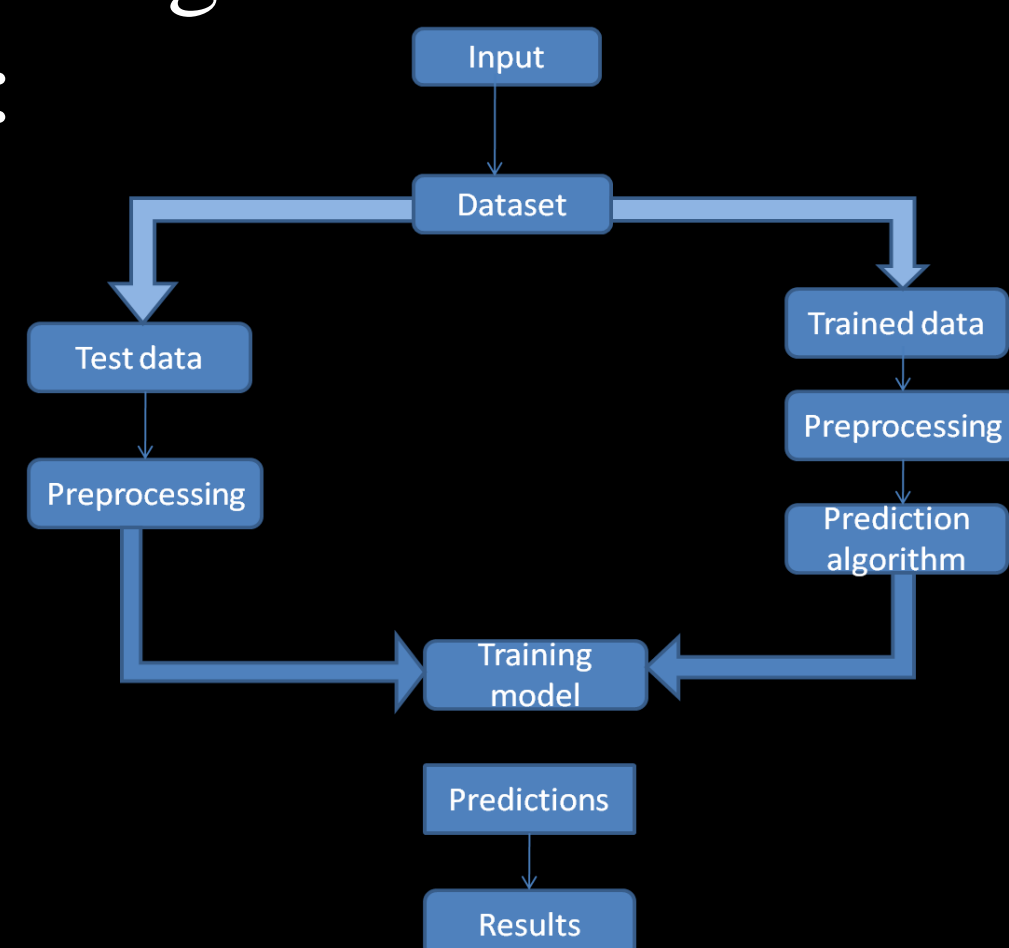 :
Input
Dataset
Trained data
Test data
Preprocessing
Preprocessing
Prediction
algorithm
Training
model
Predictions
Results